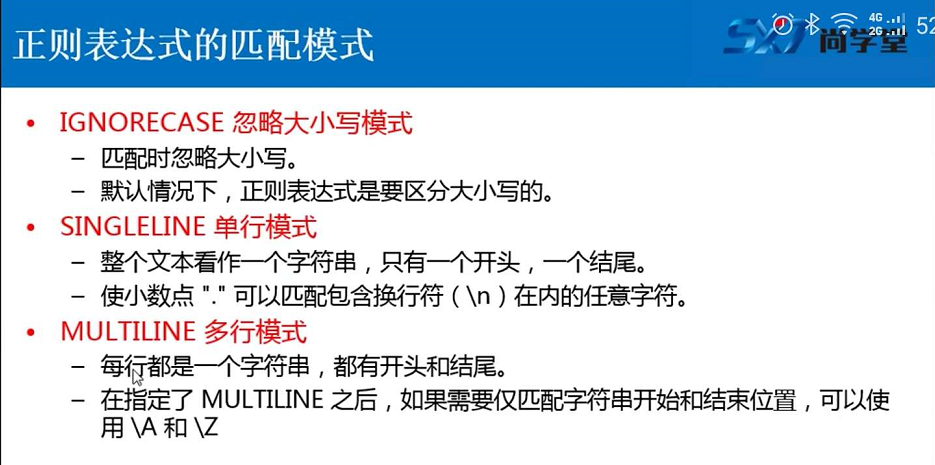 正则表达式的匹配模式
SXT 尚学堂
4G
2G
52
• IGNORECASE 忽略大小写模式
– 匹配时忽略大小写。
– 默认情况下，正则表达式是要区分大小写的。
• SINGLELINE 单行模式
– 整个文本看作一个字符串，只有一个开头，一个结尾。
– 使小数点 "." 可以匹配包含换行符（\n）在内的任意字符。
• MULTILINE 多行模式
– 每行都是一个字符串，都有开头和结尾。
– 在指定了 MULTILINE 之后，如果需要仅匹配字符串开始和结束位置，可以使
用 \A 和 \Z